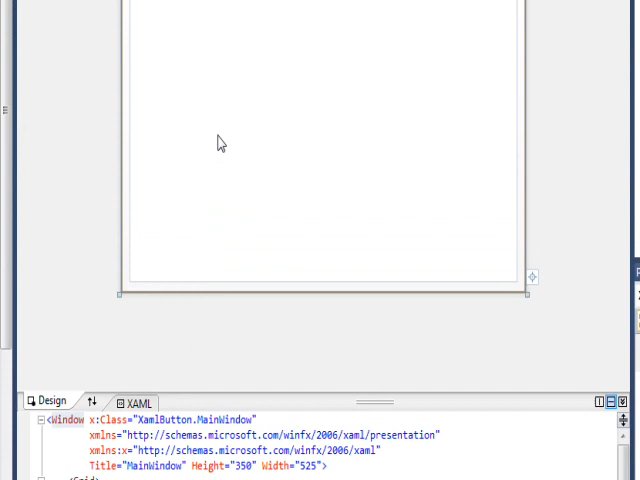 Design
XAML
<Window x:Class="XamlButton.MainWindow"
xmlns="http://schemas.microsoft.com/winfx/2006/xaml/presentation"
xmlns:x="http://schemas.microsoft.com/winfx/2006/xaml"
Title="MainWindow" Height="350" Width="525">
<Grid>